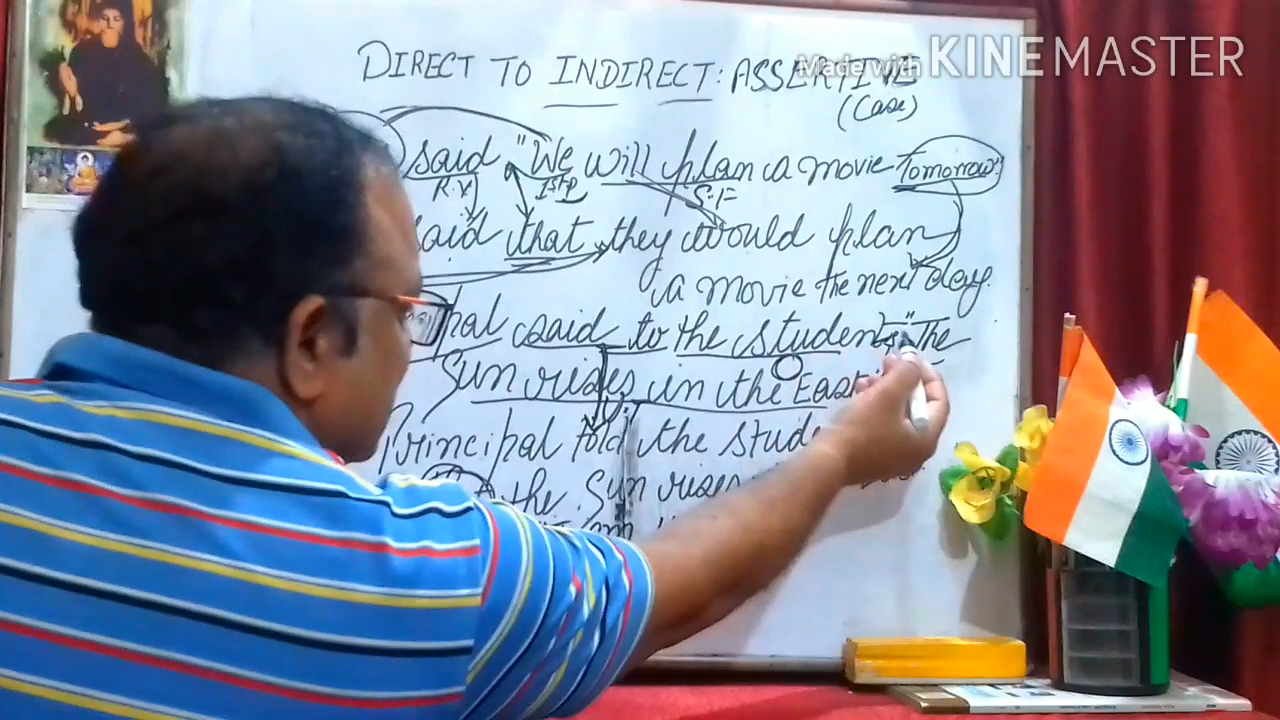 Made with KINEMASTER
DIRECT TO INDIRECT: ASSERTIVE
(Case)
said "We will plan a movie Tomorrow."
R.V IstP S.F
said that they would plan
a movie the next day.
pal said to the students "The
Sun rises in the East
Principal told the stude
the Sun rises